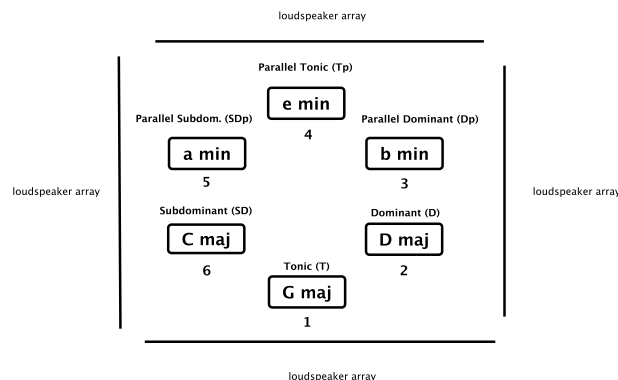 loudspeaker array
Parallel Tonic (Tp)
e min
4
Parallel Subdom. (SDp)
Parallel Dominant (Dp)
a min
b min
5
3
loudspeaker array
loudspeaker array
Subdominant (SD)
Dominant (D)
C maj
D maj
6
2
Tonic (T)
G maj
1
loudspeaker array